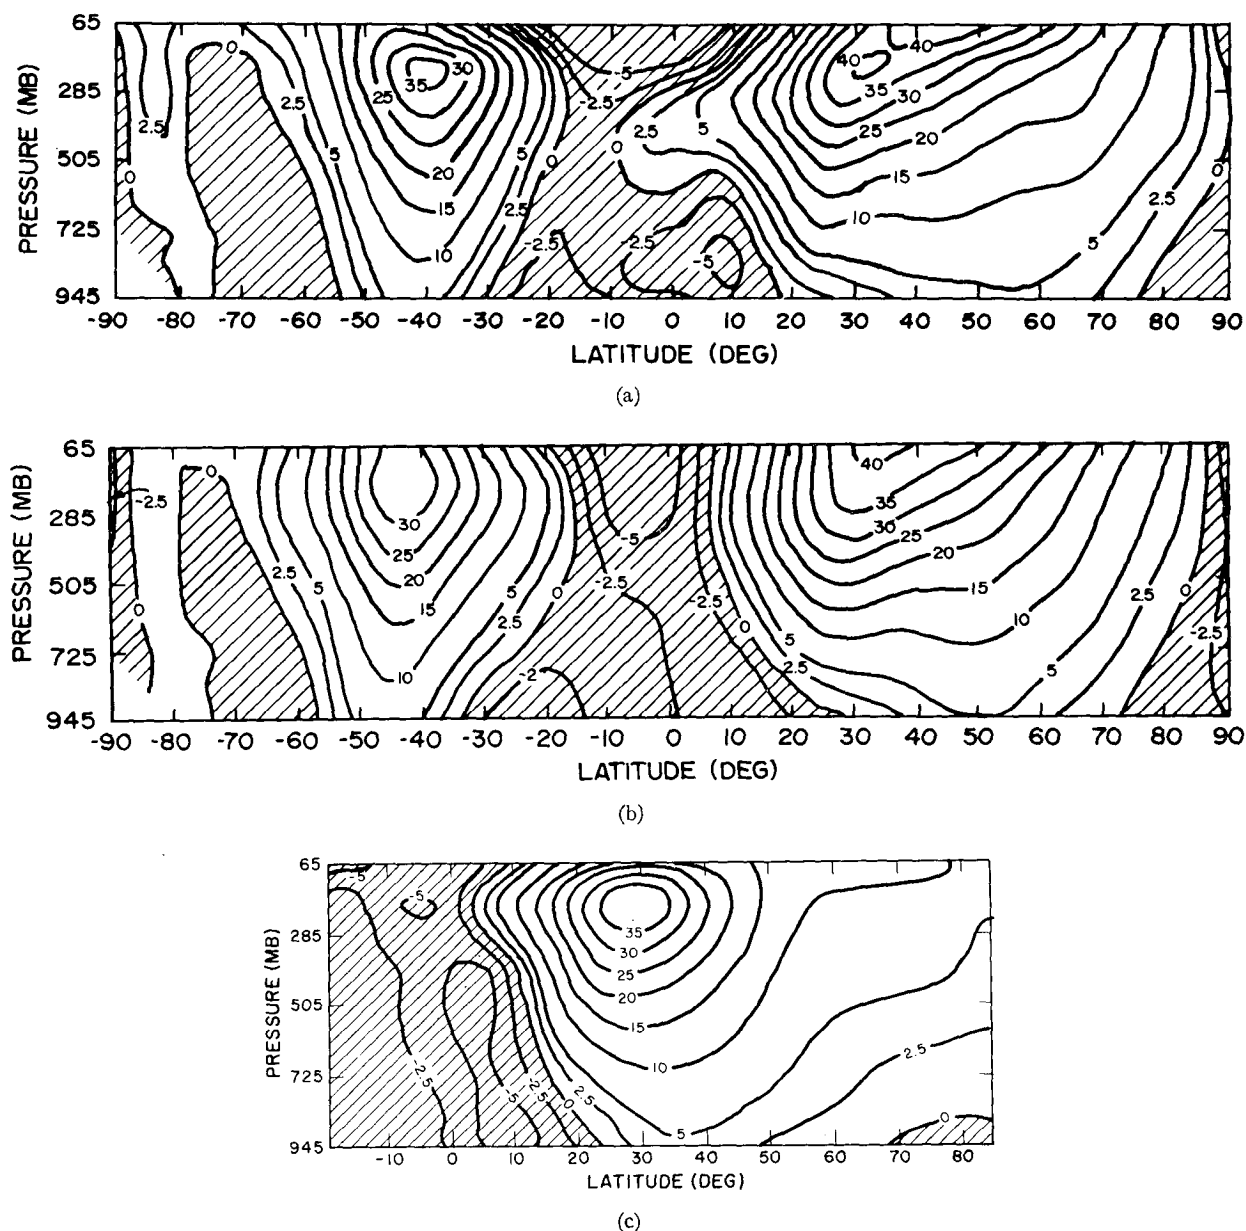 65 0 0 -5 40 40
285 2.5 2.5 25 35 30 -2.5 2.5 5 35 30
505 0 5 20 5 0 0 25 20 15 0
725 15 2.5 -2.5 -2.5 10 2.5 5
945 10 -5
PRESSURE (MB)
-90 -80 -70 -60 -50 -40 -30 -20 -10 0 10 20 30 40 50 60 70 80 90
LATITUDE (DEG)
(a)
65 0 40
285 -2.5 30 -5 35 30 25
505 0 2.5 5 25 20 15 5 0 -2.5 -2.5 20 15 10 2.5 0
725 10 2.5 -2 0 5 2.5 5 -2.5
945
PRESSURE (MB)
-90 -80 -70 -60 -50 -40 -30 -20 -10 0 10 20 30 40 50 60 70 80 90
LATITUDE (DEG)
(b)
65 -5
285 -5 35 30
505 25 20 15 2.5
725 -2.5 -5 -2.5 0 2.5 10
945 5 0
PRESSURE (MB)
-10 0 10 20 30 40 50 60 70 80
LATITUDE (DEG)
(c)